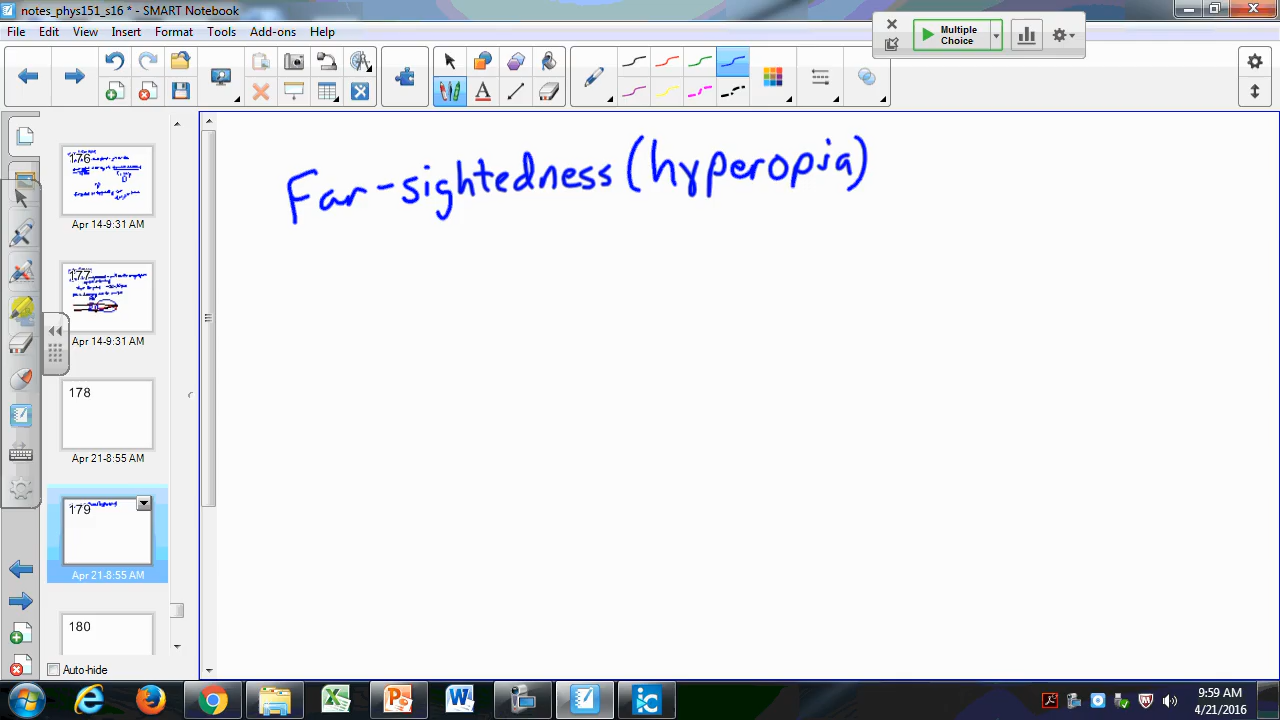 notes_phys151_s16 * - SMART Notebook
File Edit View Insert Format Tools Add-ons Help
Multiple
Choice
Far-sightedness (hyperopia)
176
Apr 14-9:31 AM
177
Apr 14-9:31 AM
178
Apr 21-8:55 AM
179
Apr 21-8:55 AM
180
Auto-hide
9:59 AM
4/21/2016